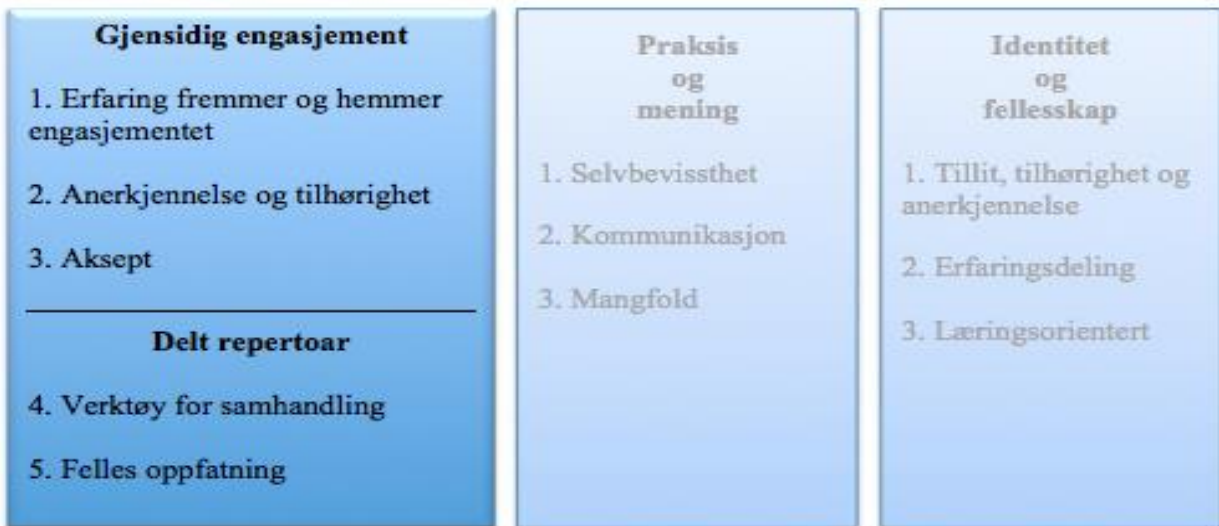 Gjensidig engasjement
1. Erfaring fremmer og hemmer
engasjementet
2. Anerkjennelse og tilhørighet
3. Aksept
Delt repertoar
4. Verktøy for samhandling
5. Felles oppfatning
Praksis
og
mening
1. Selvbevissthet
2. Kommunikasjon
3. Mangfold
Identitet
og
fellesskap
1. Tillit, tilhørighet og
anerkjennelse
2. Erfaringsdeling
3. Læringsorientert